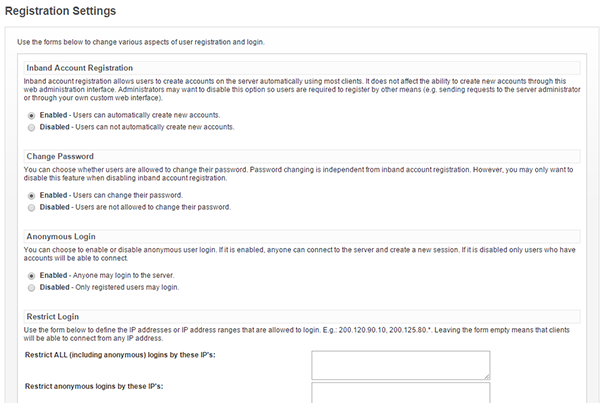 Registration Settings
Use the forms below to change various aspects of user registration and login.
Inband Account Registration
Inband account registration allows users to create accounts on the server automatically using most clients. It does not affect the ability to create new accounts through this
web administration interface. Administrators may want to disable this option so users are required to register by other means (e.g. sending requests to the server administrator
or through your own custom web interface).
Enabled - Users can automatically create new accounts.
Disabled - Users can not automatically create new accounts.
Change Password
You can choose whether users are allowed to change their password. Password changing is independent from inband account registration. However, you may only want to
disable this feature when disabling inband account registration.
Enabled - Users can change their password.
Disabled - Users are not allowed to change their password.
Anonymous Login
You can choose to enable or disable anonymous user login. If it is enabled, anyone can connect to the server and create a new session. If it is disabled only users who have
accounts will be able to connect.
Enabled - Anyone may login to the server.
Disabled - Only registered users may login.
Restrict Login
Use the form below to define the IP addresses or IP address ranges that are allowed to login. E.g.: 200.120.90.10, 200.125.80.*. Leaving the form empty means that clients
will be able to connect from any IP address.
Restrict ALL (including anonymous) logins by these IP's:
Restrict anonymous logins by these IP's: